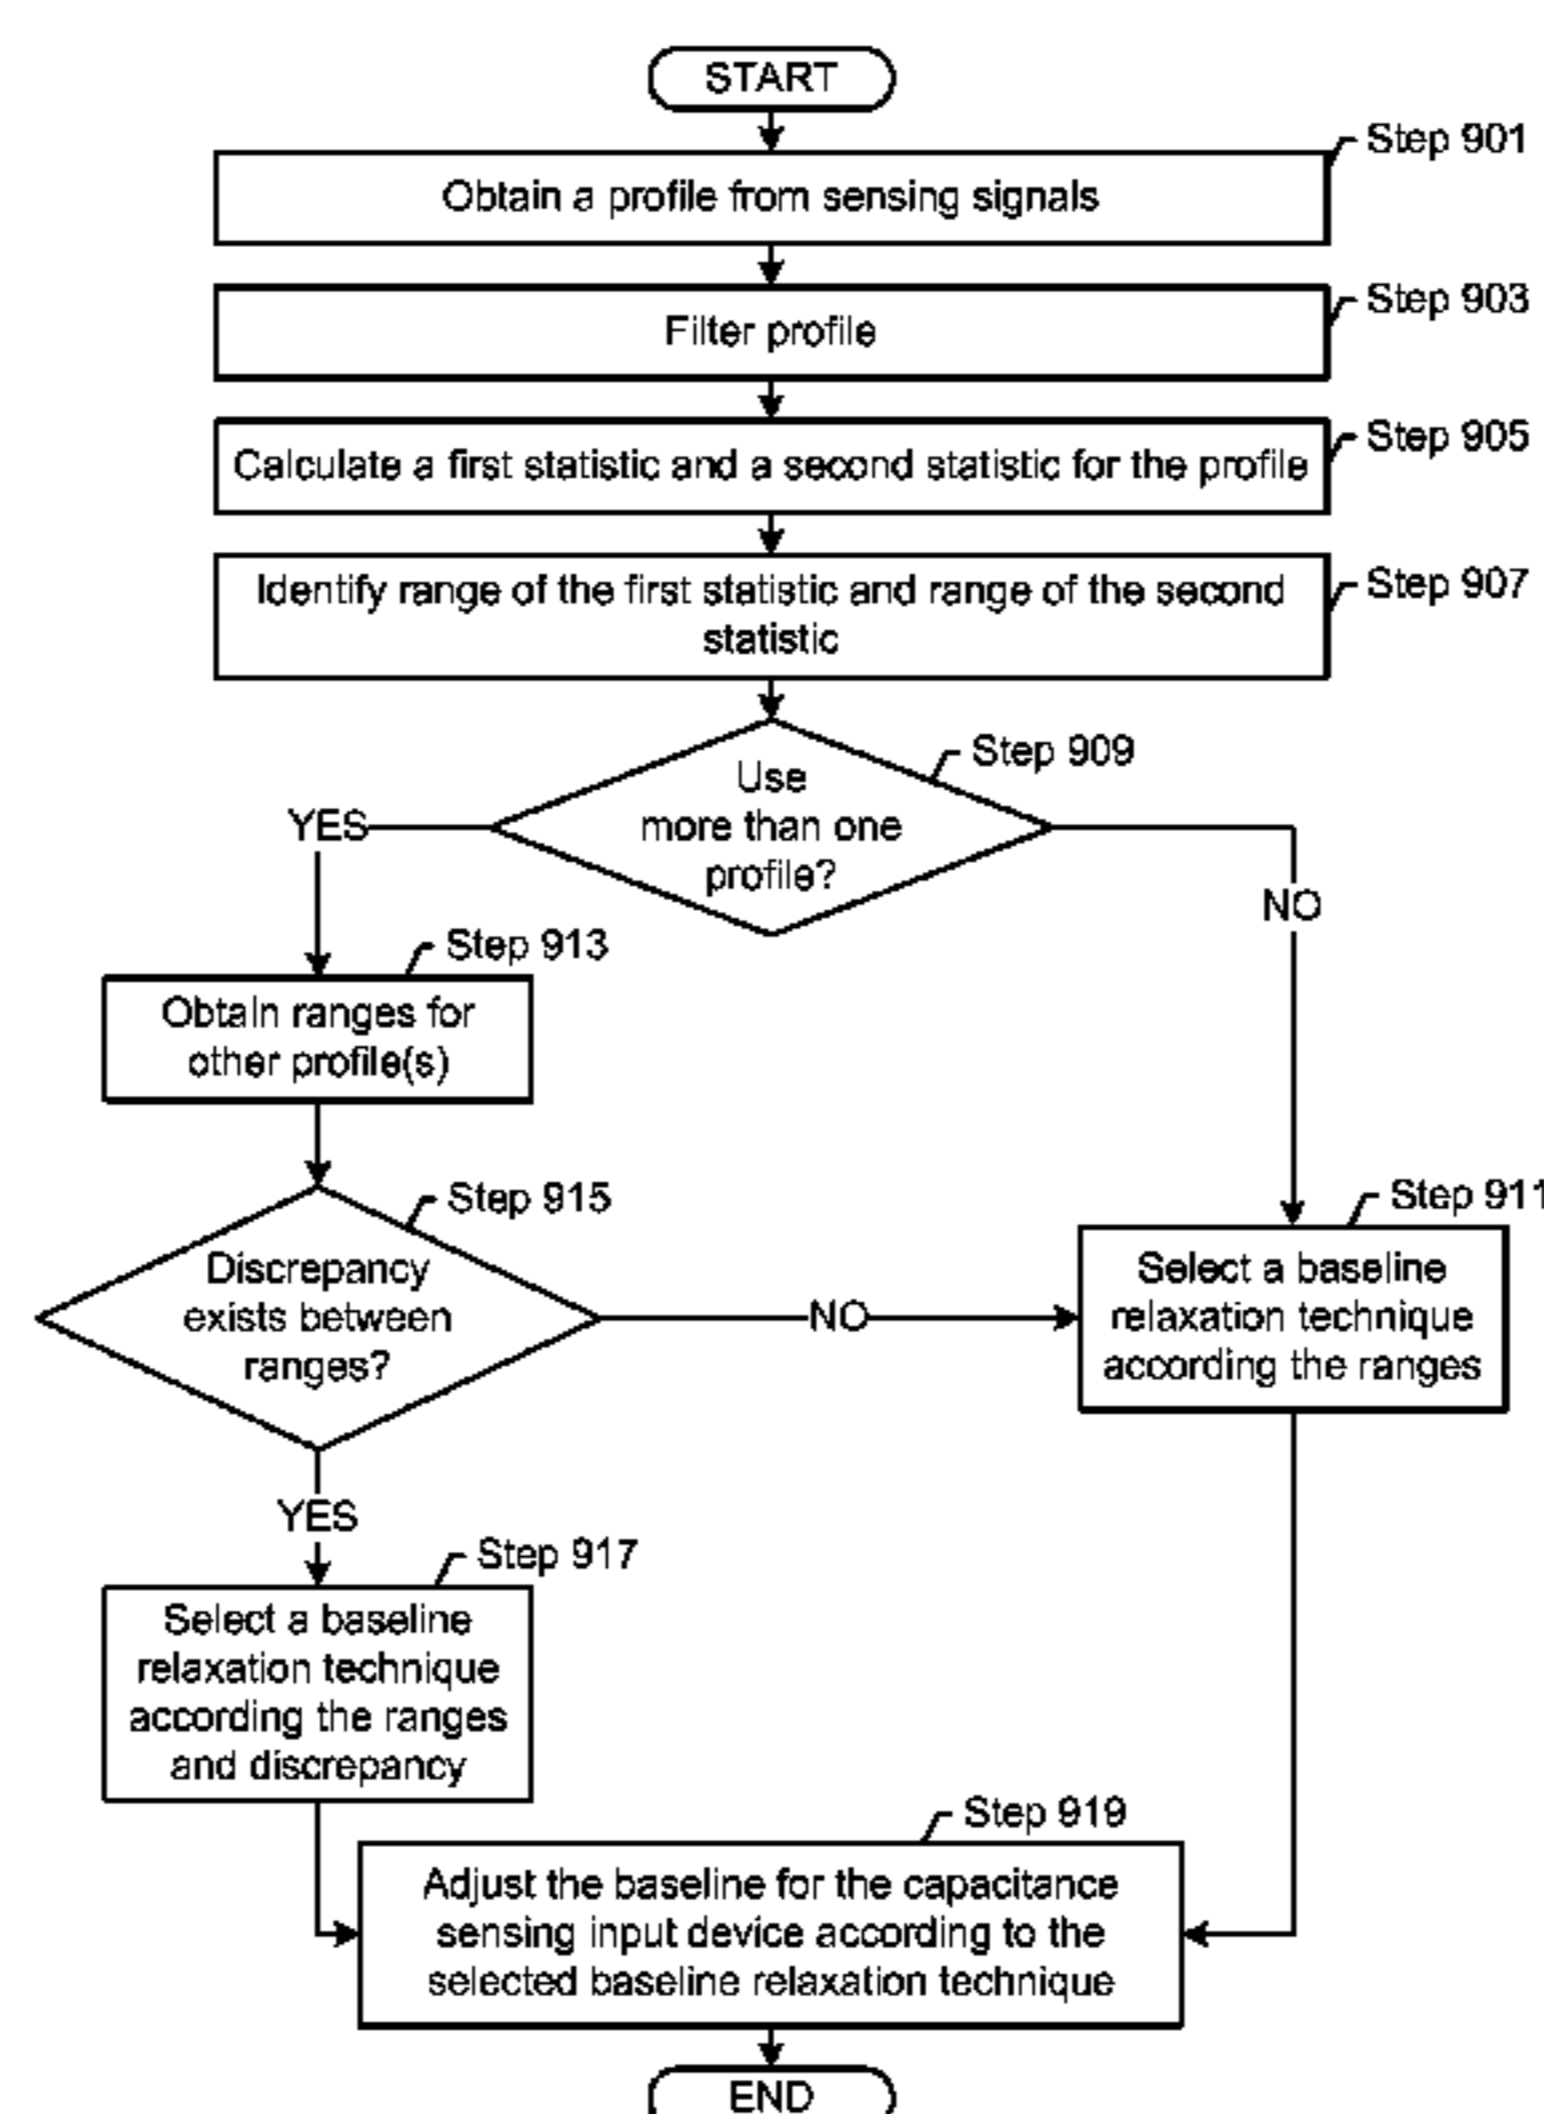 START
Step 901
Obtain a profile from sensing signals
Step 903
Filter profile
Step 905
Calculate a first statistic and a second statistic for the profile
Step 907
Identify range of the first statistic and range of the second
statistic
Step 909
Use
more than one
profile?
YES
NO
Step 913
Obtain ranges for
other profile(s)
Step 915
Discrepancy
exists between
ranges?
NO
Step 911
Select a baseline
relaxation technique
according the ranges
YES
Step 917
Select a baseline
relaxation technique
according the ranges
and discrepancy
Step 919
Adjust the baseline for the capacitance
sensing input device according to the
selected baseline relaxation technique
END